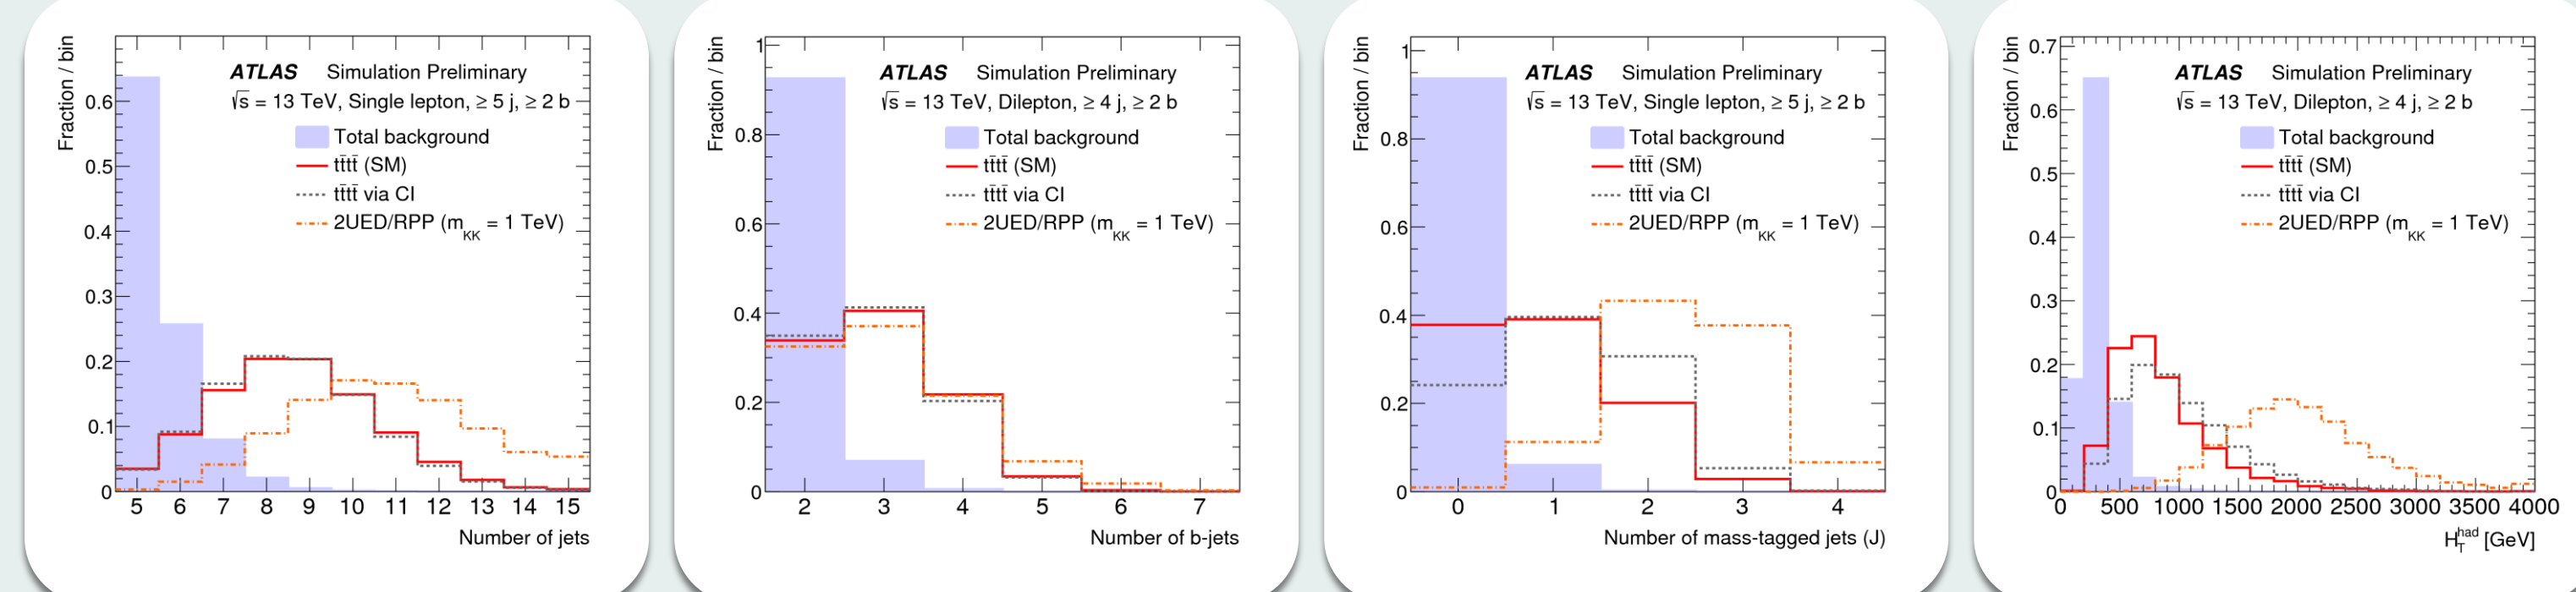 Fraction / bin
ATLAS Simulation Preliminary
√s = 13 TeV, Single lepton, ≥ 5 j, ≥ 2 b
Total background
tt̄tt̄ (SM)
tt̄tt̄ via CI
2UED/RPP (mKK = 1 TeV)
0.6
0.5
0.4
0.3
0.2
0.1
0
5 6 7 8 9 10 11 12 13 14 15
Number of jets
Fraction / bin
ATLAS Simulation Preliminary
√s = 13 TeV, Dilepton, ≥ 4 j, ≥ 2 b
Total background
tt̄tt̄ (SM)
tt̄tt̄ via CI
2UED/RPP (mKK = 1 TeV)
1
0.8
0.6
0.4
0.2
0
2 3 4 5 6 7
Number of b-jets
Fraction / bin
ATLAS Simulation Preliminary
√s = 13 TeV, Single lepton, ≥ 5 j, ≥ 2 b
Total background
tt̄tt̄ (SM)
tt̄tt̄ via CI
2UED/RPP (mKK = 1 TeV)
1
0.8
0.6
0.4
0.2
0
0 1 2 3 4
Number of mass-tagged jets (J)
Fraction / bin
ATLAS Simulation Preliminary
√s = 13 TeV, Dilepton, ≥ 4 j, ≥ 2 b
Total background
tt̄tt̄ (SM)
tt̄tt̄ via CI
2UED/RPP (mKK = 1 TeV)
0.7
0.6
0.5
0.4
0.3
0.2
0.1
0
0 500 1000 1500 2000 2500 3000 3500 4000
HThad [GeV]